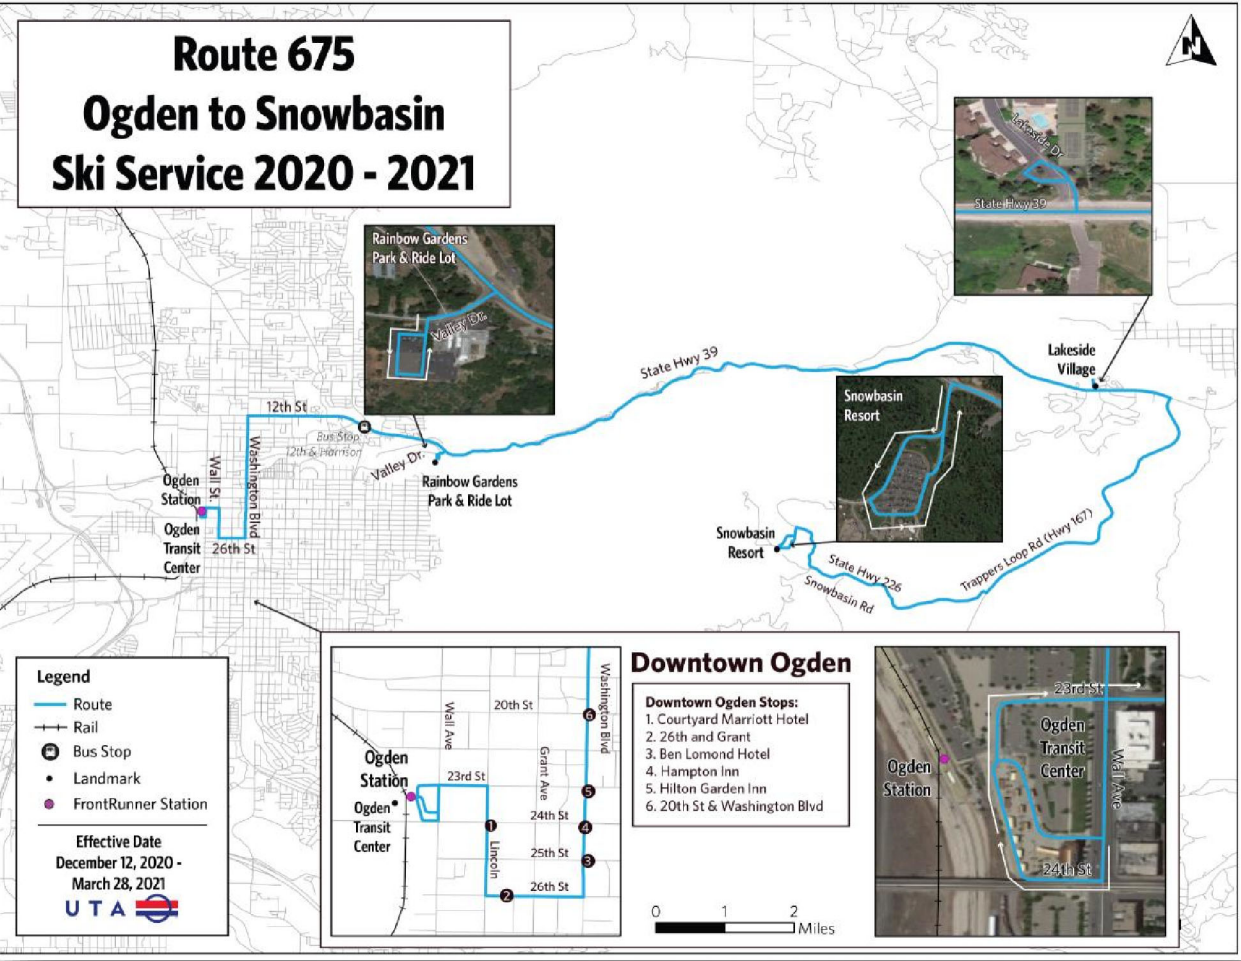 Route 675
Ogden to Snowbasin
Ski Service 2020 - 2021
N
Lakeside Dr
State Hwy 39
Rainbow Gardens
Park & Ride Lot
Valley Dr.
State Hwy 39
Lakeside
Village
Snowbasin
Resort
12th St
Bus Stop
12th & Harrison
Valley Dr.
Rainbow Gardens
Park & Ride Lot
Washington Blvd
Wall St.
Ogden
Station
Ogden
Transit
Center
26th St
Snowbasin
Resort
State Hwy 226
Snowbasin Rd
Trappers Loop Rd (Hwy 167)
Legend
Route
Rail
Bus Stop
Landmark
FrontRunner Station
Effective Date
December 12, 2020 -
March 28, 2021
UTA
Washington Blvd
20th St
Wall Ave
Grant Ave
Ogden
Station
23rd St
Ogden
Transit
Center
24th St
Lincoln
25th St
26th St
6
5
1
4
3
2
Downtown Ogden
Downtown Ogden Stops:
1. Courtyard Marriott Hotel
2. 26th and Grant
3. Ben Lomond Hotel
4. Hampton Inn
5. Hilton Garden Inn
6. 20th St & Washington Blvd
0 1 2
Miles
23rd St
Ogden
Transit
Center
Ogden
Station
Wall Ave
24th St